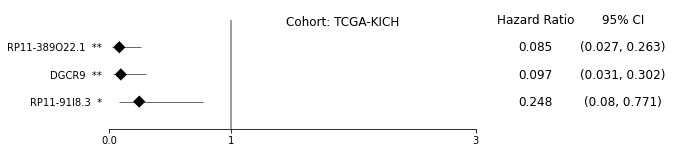 Cohort: TCGA-KICH Hazard Ratio 95% CI
RP11-389O22.1 ** 0.085 (0.027, 0.263)
DGCR9 ** 0.097 (0.031, 0.302)
RP11-91I8.3 * 0.248 (0.08, 0.771)
0.0 1 3